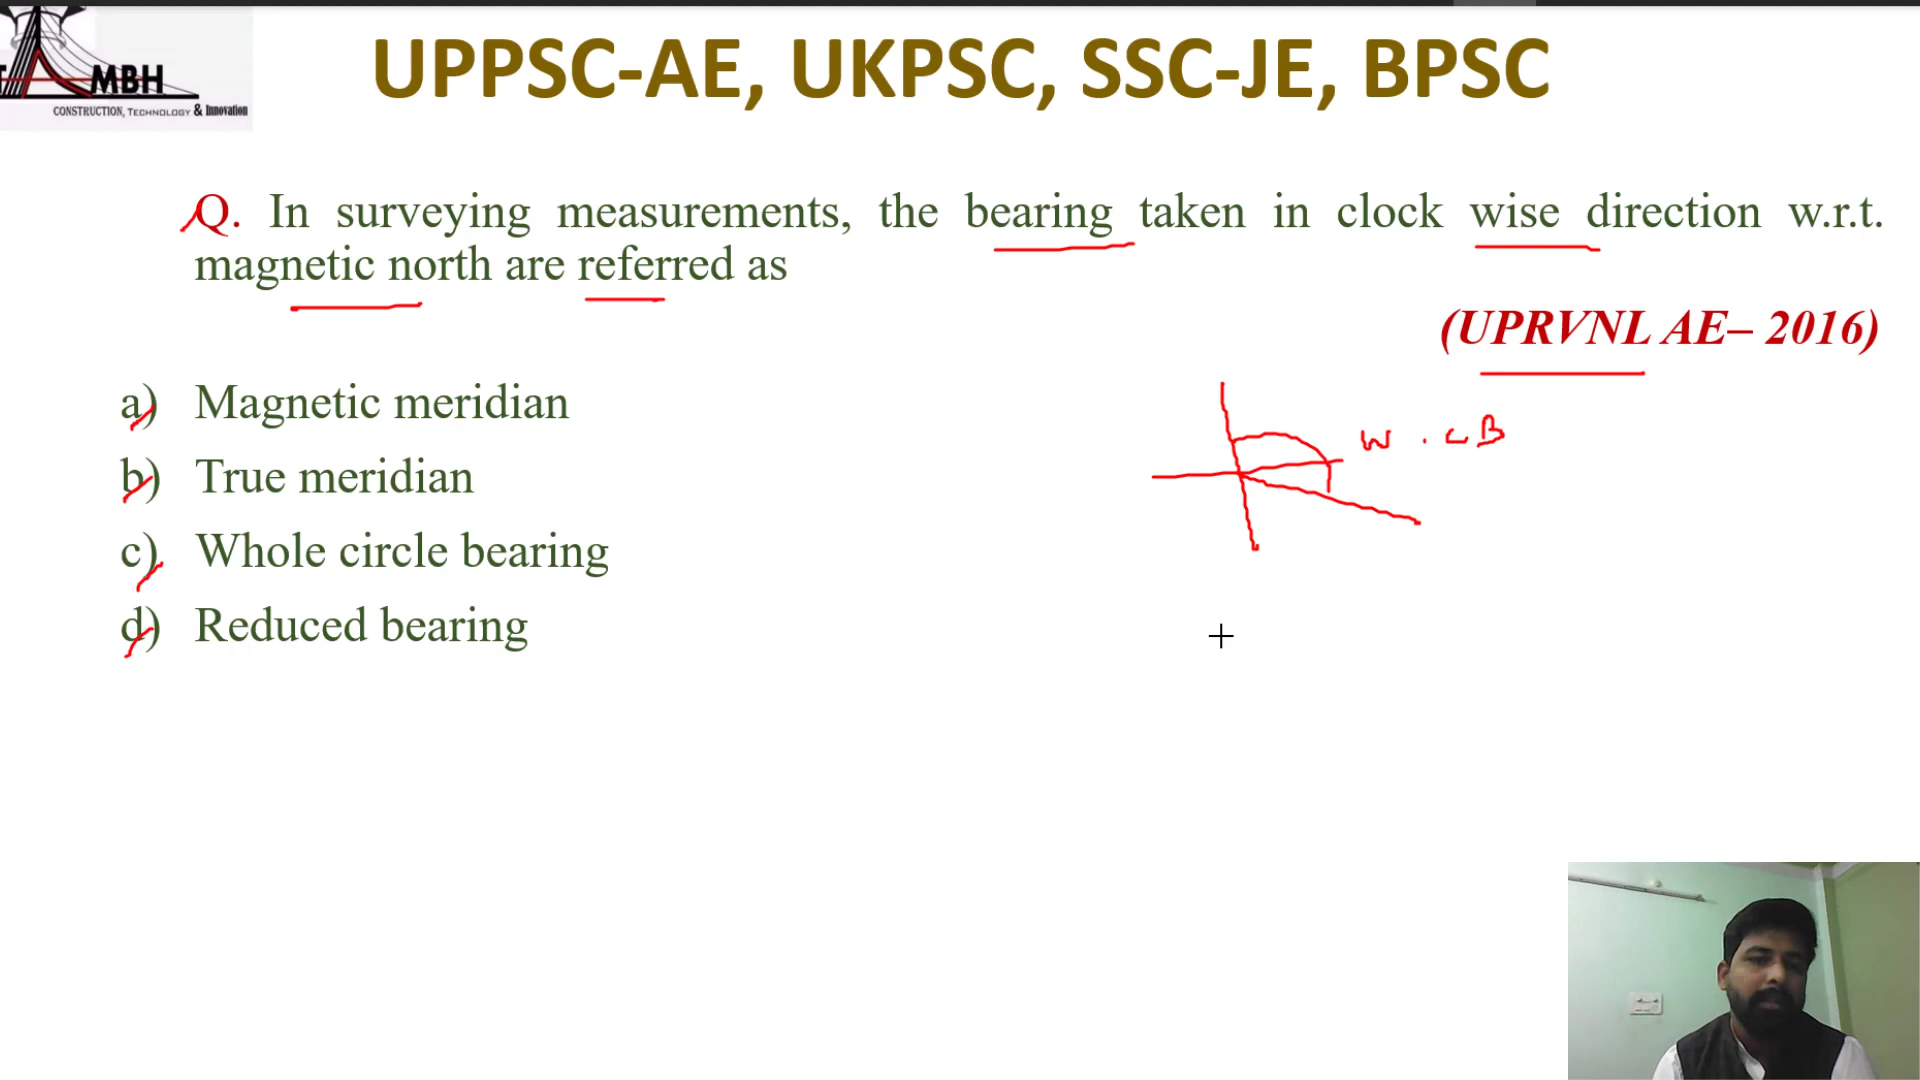 MBH
CONSTRUCTION, TECHNOLOGY & Innovation
UPPSC-AE, UKPSC, SSC-JE, BPSC
Q. In surveying measurements, the bearing taken in clock wise direction w.r.t.
magnetic north are referred as
(UPRVNL AE– 2016)
a) Magnetic meridian
W . C B
b) True meridian
c) Whole circle bearing
d) Reduced bearing